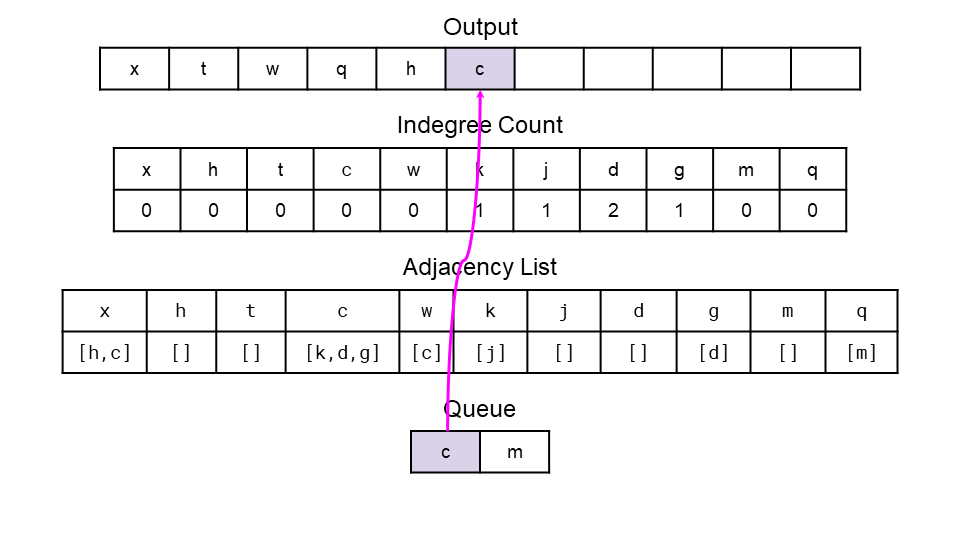 Output
x t w q h c
Indegree Count
x h t c w k j d g m q
0 0 0 0 0 1 1 2 1 0 0
Adjacency List
x h t c w k j d g m q
[h,c] [] [] [k,d,g] [c] [j] [] [] [d] [] [m]
Queue
c m